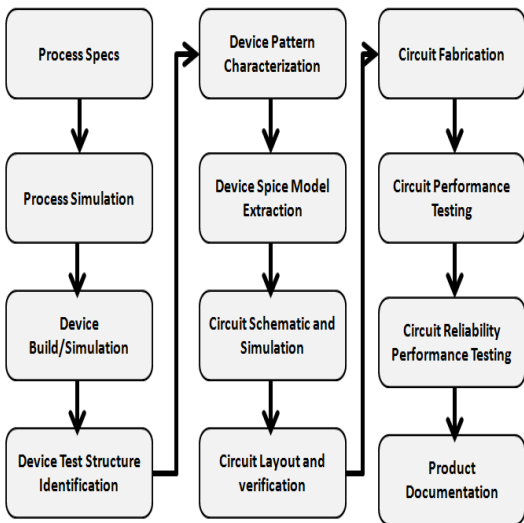 Process Specs
Process Simulation
Device
Build/Simulation
Device Test Structure
Identification
Device Pattern
Characterization
Device Spice Model
Extraction
Circuit Schematic and
Simulation
Circuit Layout and
verification
Circuit Fabrication
Circuit Performance
Testing
Circuit Reliability
Performance Testing
Product
Documentation